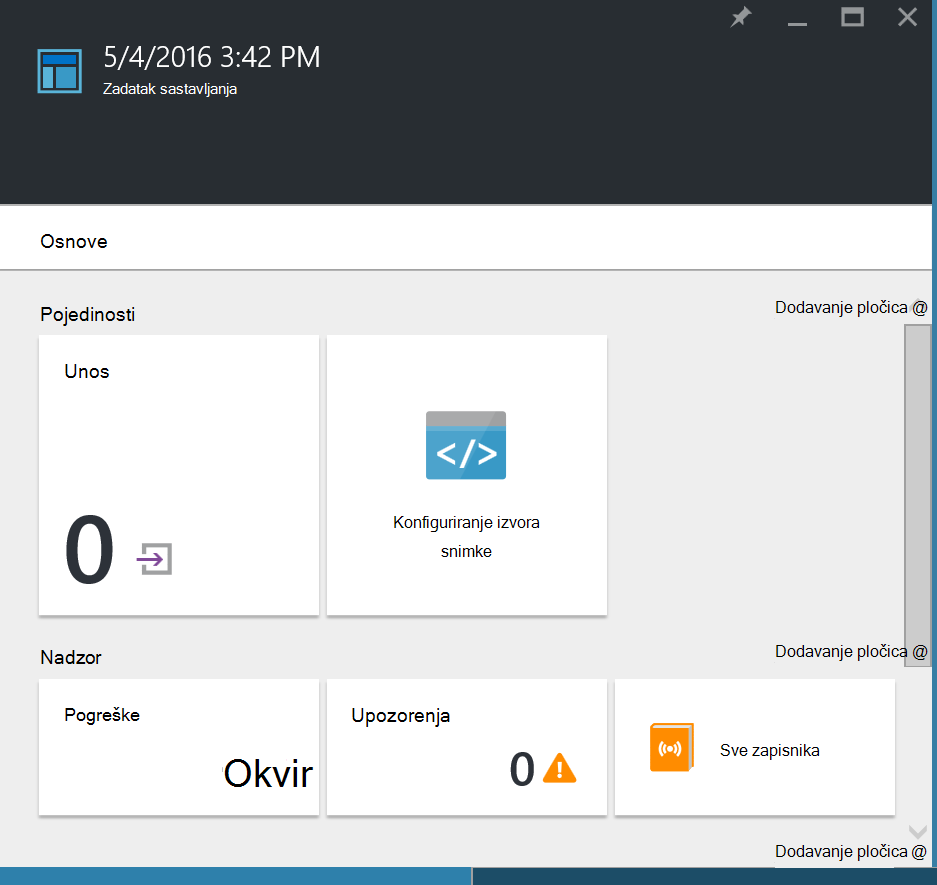 5/4/2016 3:42 PM
Zadatak sastavljanja
Osnove
Pojedinosti
Dodavanje pločica @
Unos
0
</>
Konfiguriranje izvora
snimke
Nadzor
Dodavanje pločica @
Pogreške
Okvir
Upozorenja
0
Sve zapisnika
Dodavanje pločica @